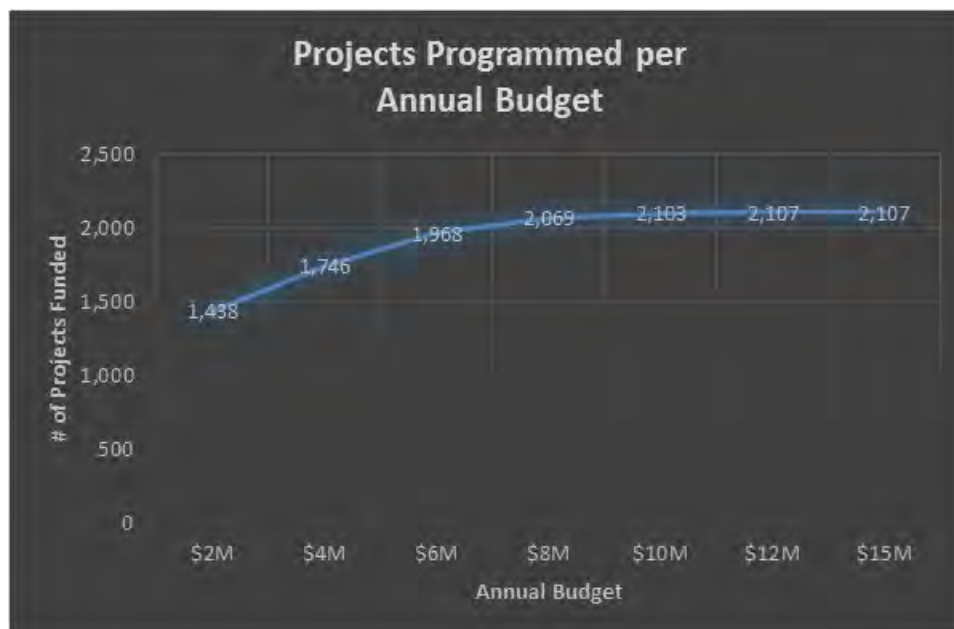 Projects Programmed per
Annual Budget
2,500
2,000
1,500
1,000
500
0
# of Projects Funded
1,438
1,746
1,968
2,069
2,103
2,107
2,107
$2M $4M $6M $8M $10M $12M $15M
Annual Budget